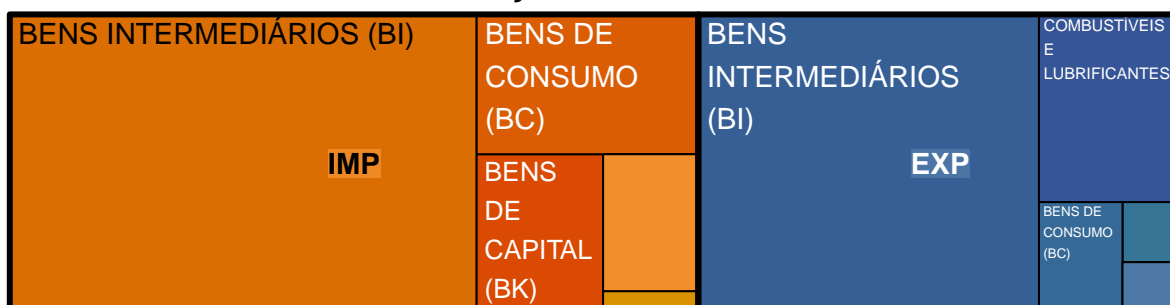 BENS INTERMEDIÁRIOS (BI)
BENS DE
CONSUMO
(BC)
BENS
DE
CAPITAL
(BK)
IMP
BENS
INTERMEDIÁRIOS
(BI)
EXP
COMBUSTÍVEIS
E
LUBRIFICANTES
BENS DE
CONSUMO
(BC)